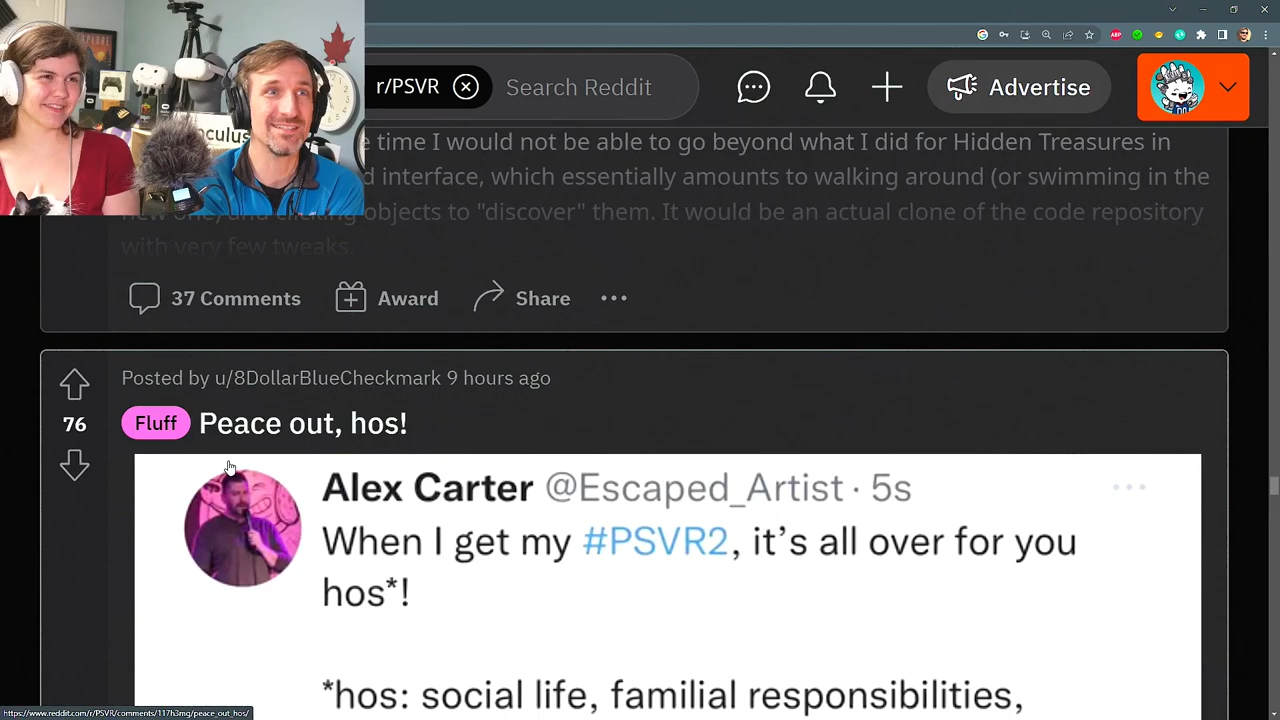 r/PSVR
Search Reddit
Advertise
time I would not be able to go beyond what I did for Hidden Treasures in
interface, which essentially amounts to walking around (or swimming in the
objects to "discover" them. It would be an actual clone of the code repository
with very few tweaks.
37 Comments
Award
Share
Posted by u/8DollarBlueCheckmark 9 hours ago
76
Fluff
Peace out, hos!
Alex Carter @Escaped_Artist · 5s
When I get my #PSVR2, it's all over for you
hos*!
*hos: social life, familial responsibilities,
https://www.reddit.com/r/PSVR/comments/117h3mg/peace_out_hos/